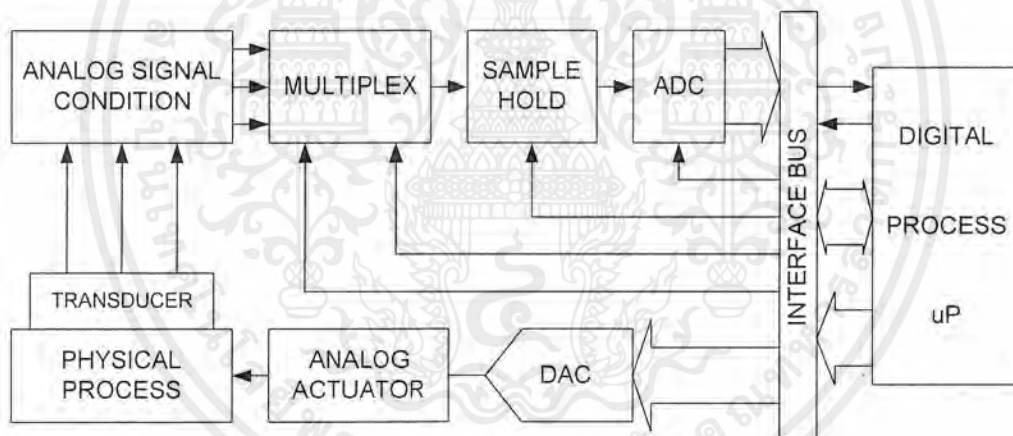 ANALOG SIGNAL
CONDITION
MULTIPLEX
SAMPLE
HOLD
ADC
INTERFACE BUS
DIGITAL
PROCESS
uP
TRANSDUCER
PHYSICAL
PROCESS
ANALOG
ACTUATOR
DAC